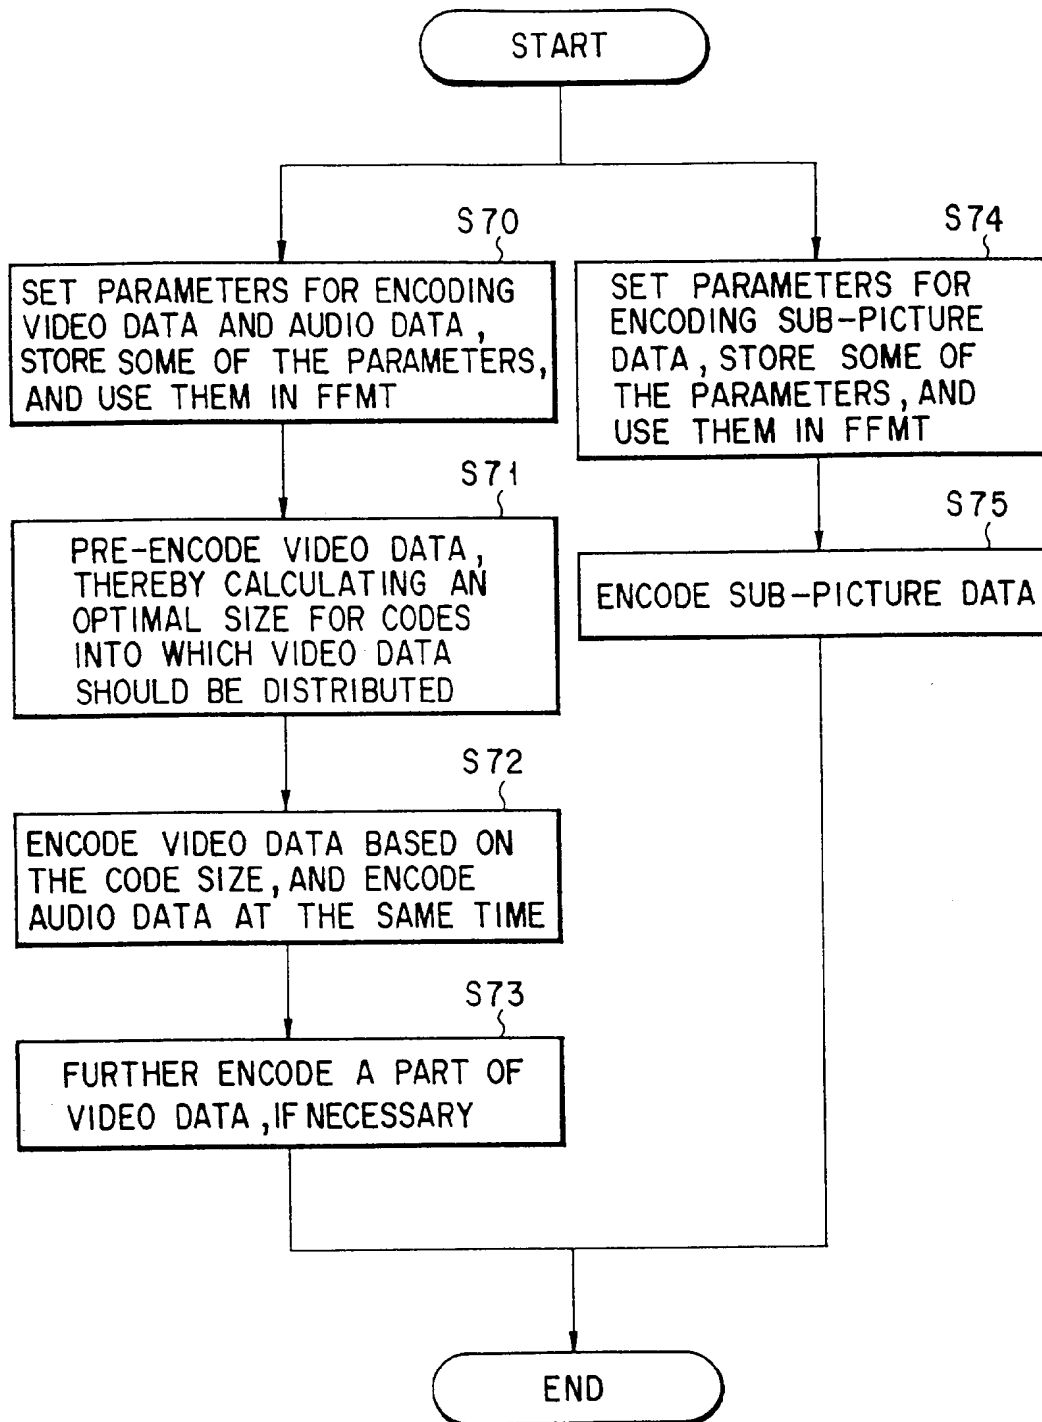 START
S70
SET PARAMETERS FOR ENCODING
VIDEO DATA AND AUDIO DATA,
STORE SOME OF THE PARAMETERS,
AND USE THEM IN FFMT
S71
PRE-ENCODE VIDEO DATA,
THEREBY CALCULATING AN
OPTIMAL SIZE FOR CODES
INTO WHICH VIDEO DATA
SHOULD BE DISTRIBUTED
S72
ENCODE VIDEO DATA BASED ON
THE CODE SIZE, AND ENCODE
AUDIO DATA AT THE SAME TIME
S73
FURTHER ENCODE A PART OF
VIDEO DATA, IF NECESSARY
S74
SET PARAMETERS FOR
ENCODING SUB-PICTURE
DATA, STORE SOME OF
THE PARAMETERS, AND
USE THEM IN FFMT
S75
ENCODE SUB-PICTURE DATA
END